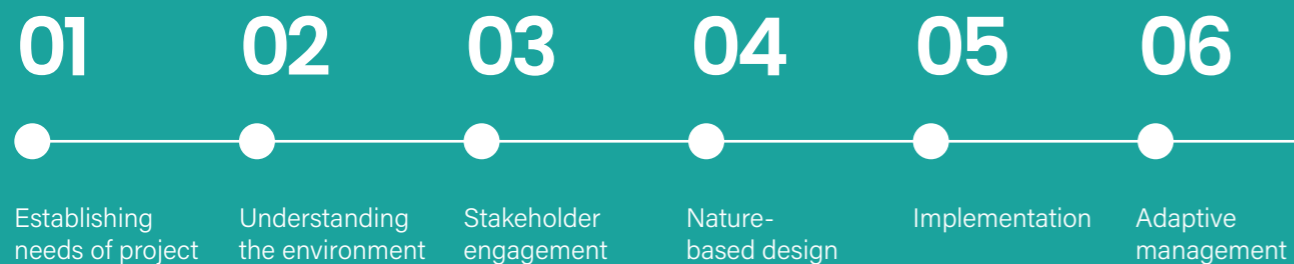 01
Establishing
needs of project
02
Understanding
the environment
03
Stakeholder
engagement
04
Nature-
based design
05
Implementation
06
Adaptive
management